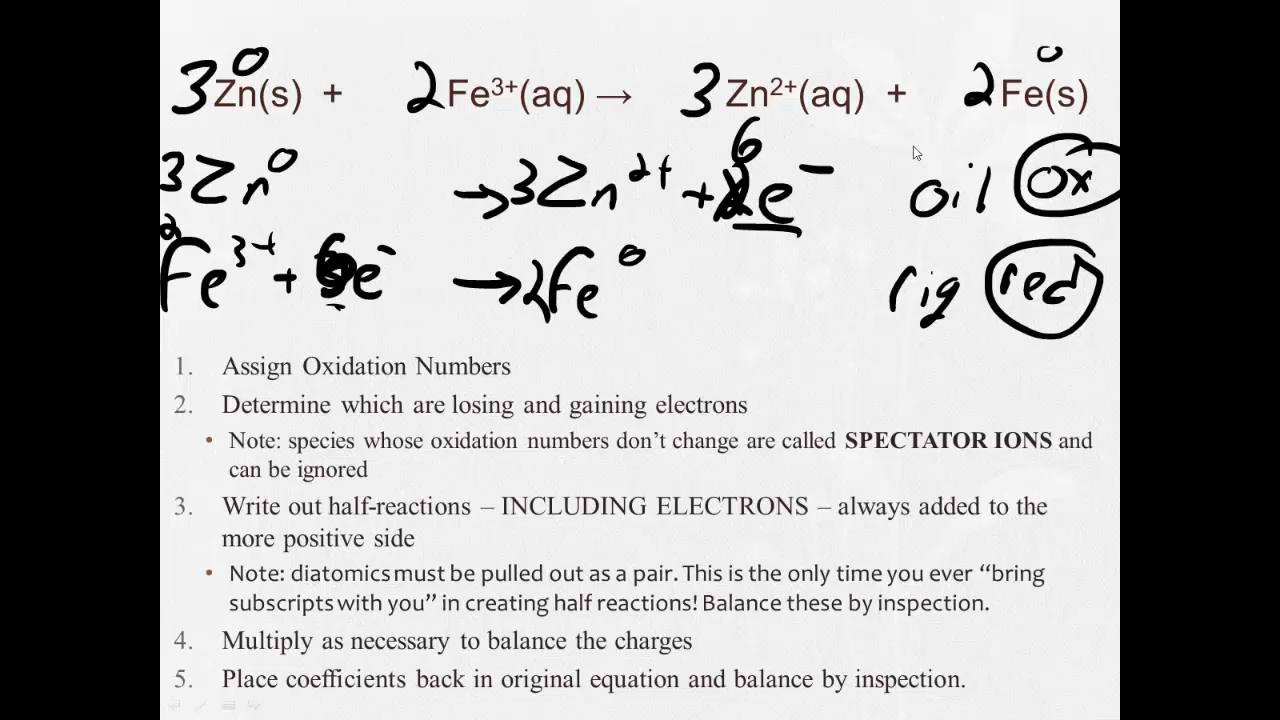 3Zn⁰(s) + 2Fe³⁺(aq) → 3Zn²⁺(aq) + 2Fe⁰(s)
3Zn⁰ → 3Zn²⁺ + 6e⁻ oil ox
2Fe³⁺ + 6e⁻ → 2Fe⁰ rig red
1. Assign Oxidation Numbers
2. Determine which are losing and gaining electrons
• Note: species whose oxidation numbers don’t change are called SPECTATOR IONS and
can be ignored
3. Write out half-reactions – INCLUDING ELECTRONS – always added to the
more positive side
• Note: diatomics must be pulled out as a pair. This is the only time you ever “bring
subscripts with you” in creating half reactions! Balance these by inspection.
4. Multiply as necessary to balance the charges
5. Place coefficients back in original equation and balance by inspection.